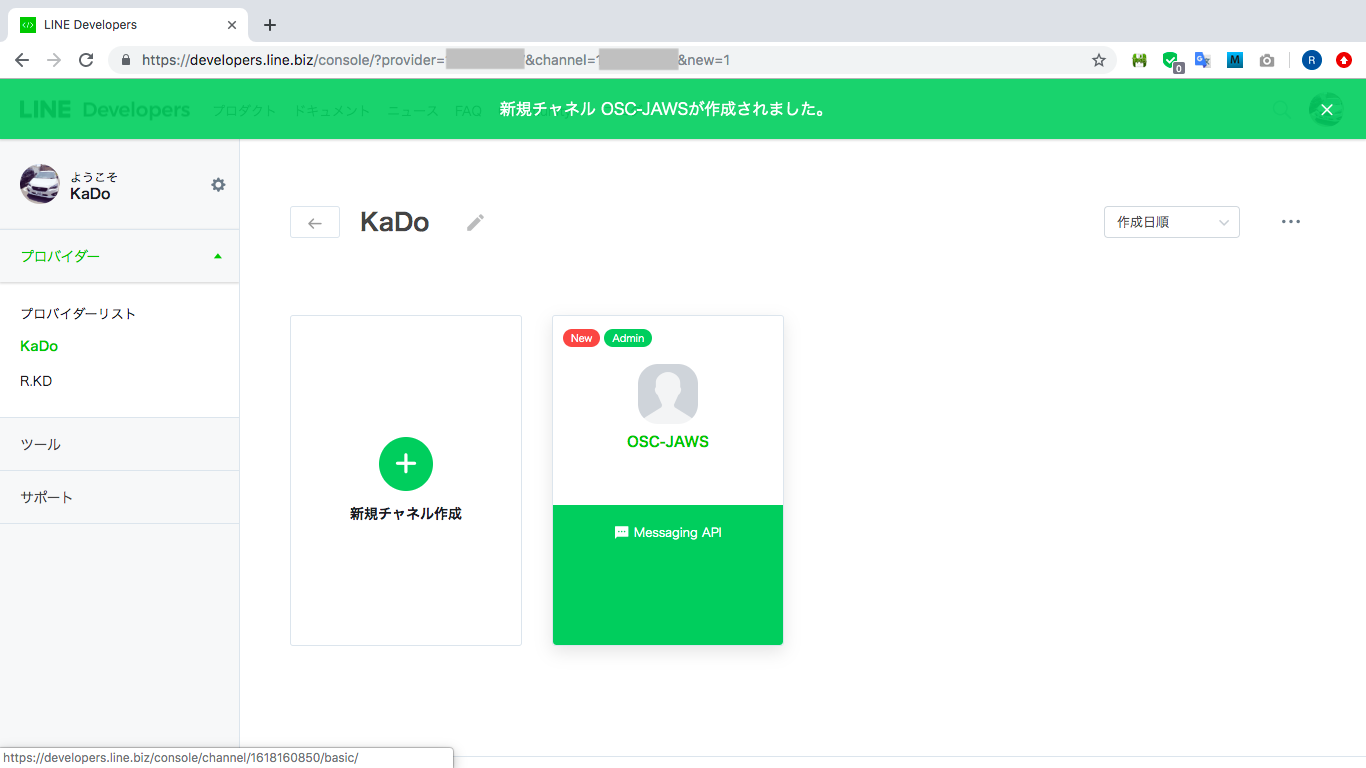 LINE Developers
https://developers.line.biz/console/?provider=
&channel=1
&new=1
0
M
R
LINE Developers
プロダクト
ドキュメント
ニュース
FAQ
新規チャネル OSC-JAWSが作成されました。
ようこそ
KaDo
プロバイダー
プロバイダーリスト
KaDo
R.KD
ツール
サポート
KaDo
作成日順
新規チャネル作成
New
Admin
OSC-JAWS
Messaging API
https://developers.line.biz/console/channel/1618160850/basic/